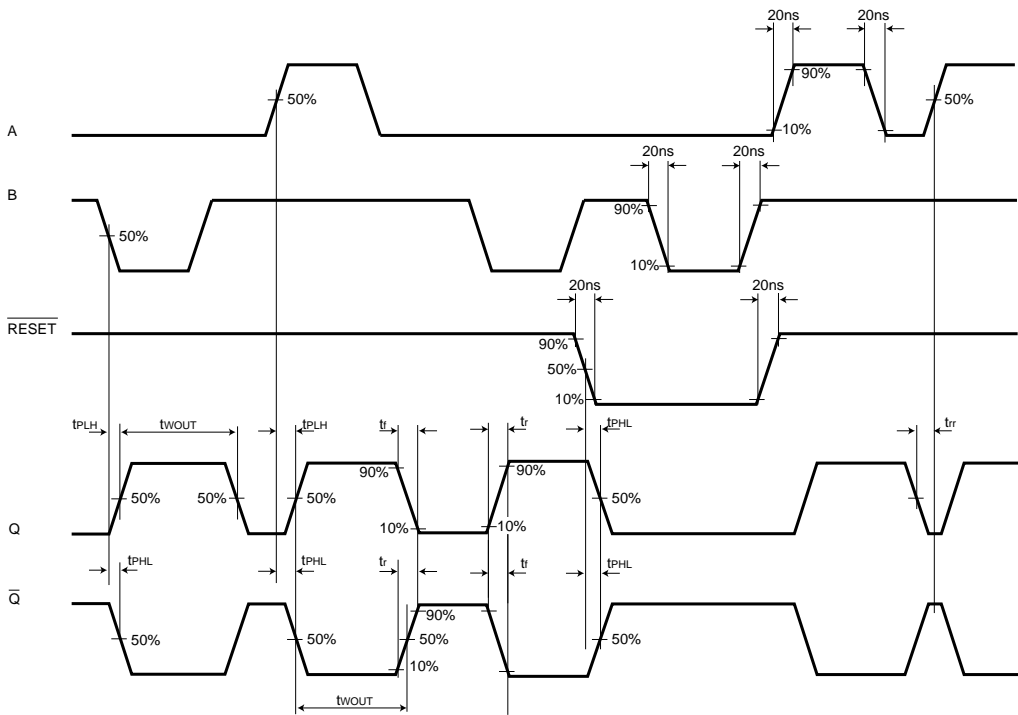 20ns 20ns
90%
50% 50%
A
10%
20ns 20ns
B
90%
50%
10%
20ns 20ns
RESET
90%
50%
10%
tPLH tWOUT tPLH tf tr tPHL trr
90% 90%
50% 50% 50% 50%
10% 10%
Q
tPHL tPHL tr tf tPHL
Q
90%
50% 50% 50% 50%
10%
tWOUT